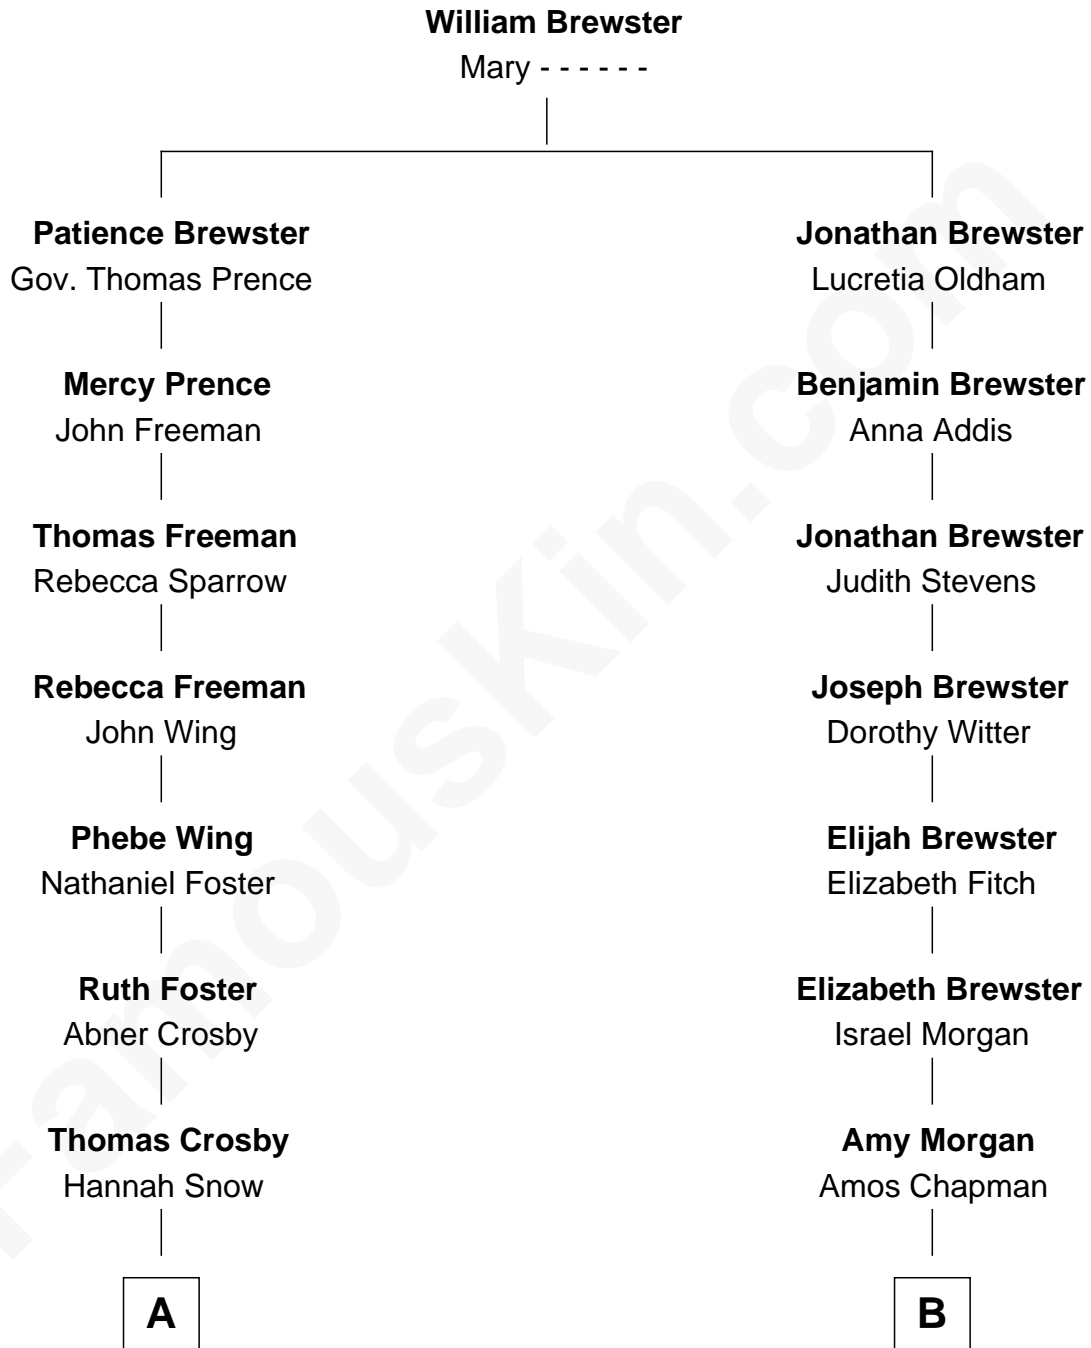 William Brewster
Mary - - - - - -
Patience Brewster
Gov. Thomas Prence
Jonathan Brewster
Lucretia Oldham
Mercy Prence
John Freeman
Benjamin Brewster
Anna Addis
Thomas Freeman
Rebecca Sparrow
Jonathan Brewster
Judith Stevens
Rebecca Freeman
John Wing
Joseph Brewster
Dorothy Witter
Phebe Wing
Nathaniel Foster
Elijah Brewster
Elizabeth Fitch
Ruth Foster
Abner Crosby
Elizabeth Brewster
Israel Morgan
Thomas Crosby
Hannah Snow
Amy Morgan
Amos Chapman
A
B
FamousKin.com